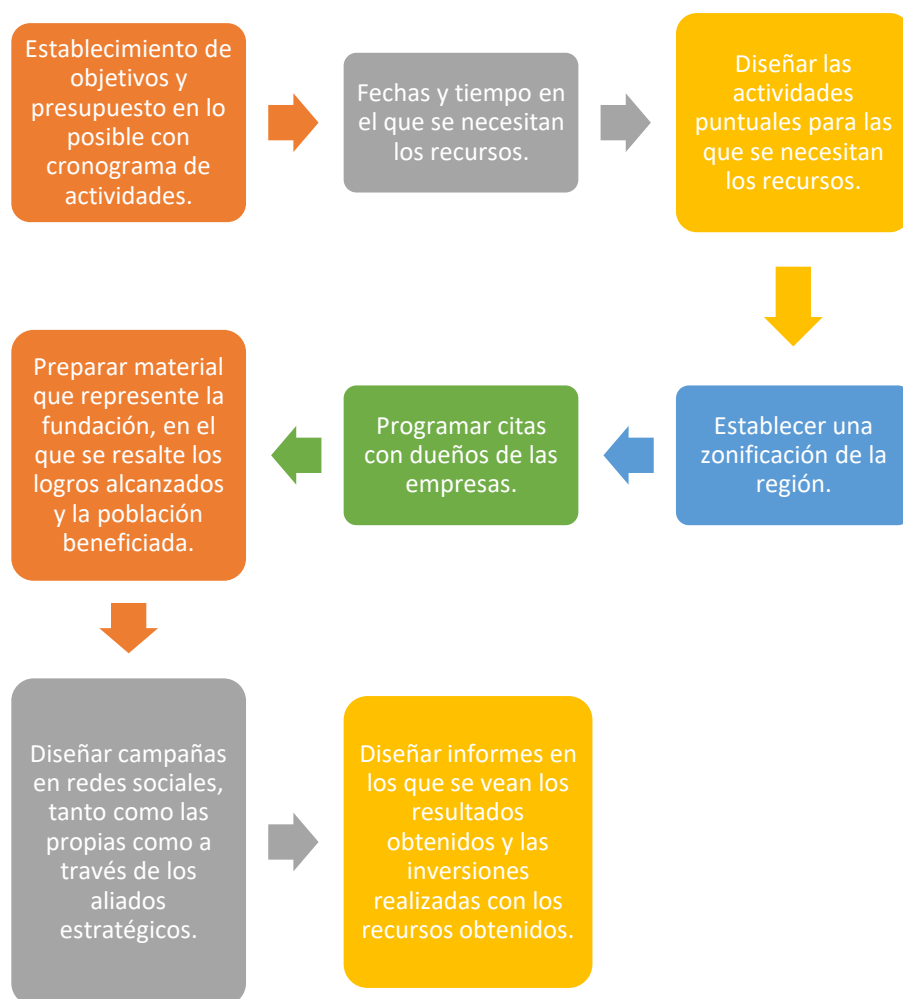 Establecimiento de
objetivos y
presupuesto en lo
posible con
cronograma de
actividades.
Fechas y tiempo en
el que se necesitan
los recursos.
Diseñar las
actividades
puntuales para las
que se necesitan
los recursos.
Establecer una
zonificación de la
región.
Programar citas
con dueños de las
empresas.
Preparar material
que represente la
fundación, en el
que se resalte los
logros alcanzados
y la población
beneficiada.
Diseñar campañas
en redes sociales,
tanto como las
propias como a
través de los
aliados
estratégicos.
Diseñar informes en
los que se vean los
resultados
obtenidos y las
inversiones
realizadas con los
recursos obtenidos.